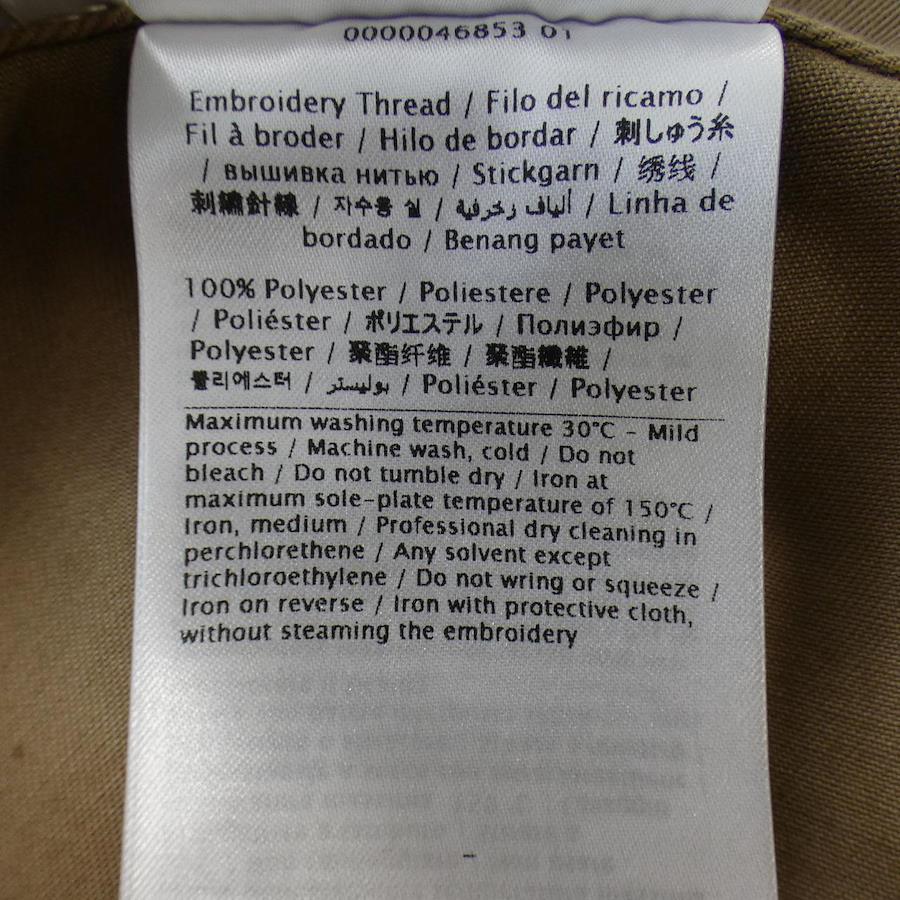 0000046853 01
Embroidery Thread / Filo del ricamo /
Fil à broder / Hilo de bordar / 刺しゅう糸
/ вышивка нитью / Stickgarn / 绣线 /
刺繡針線 / 자수용 실 / ألياف زخرفية / Linha de
bordado / Benang payet
100% Polyester / Poliestere / Polyester
/ Poliéster / ポリエステル / Полиэфир /
Polyester / 聚酯纤维 / 聚酯纖維 /
폴리에스터 / بوليستر / Poliéster / Polyester
Maximum washing temperature 30°C - Mild
process / Machine wash, cold / Do not
bleach / Do not tumble dry / Iron at
maximum sole-plate temperature of 150°C /
Iron, medium / Professional dry cleaning in
perchlorethene / Any solvent except
trichloroethylene / Do not wring or squeeze /
Iron on reverse / Iron with protective cloth,
without steaming the embroidery